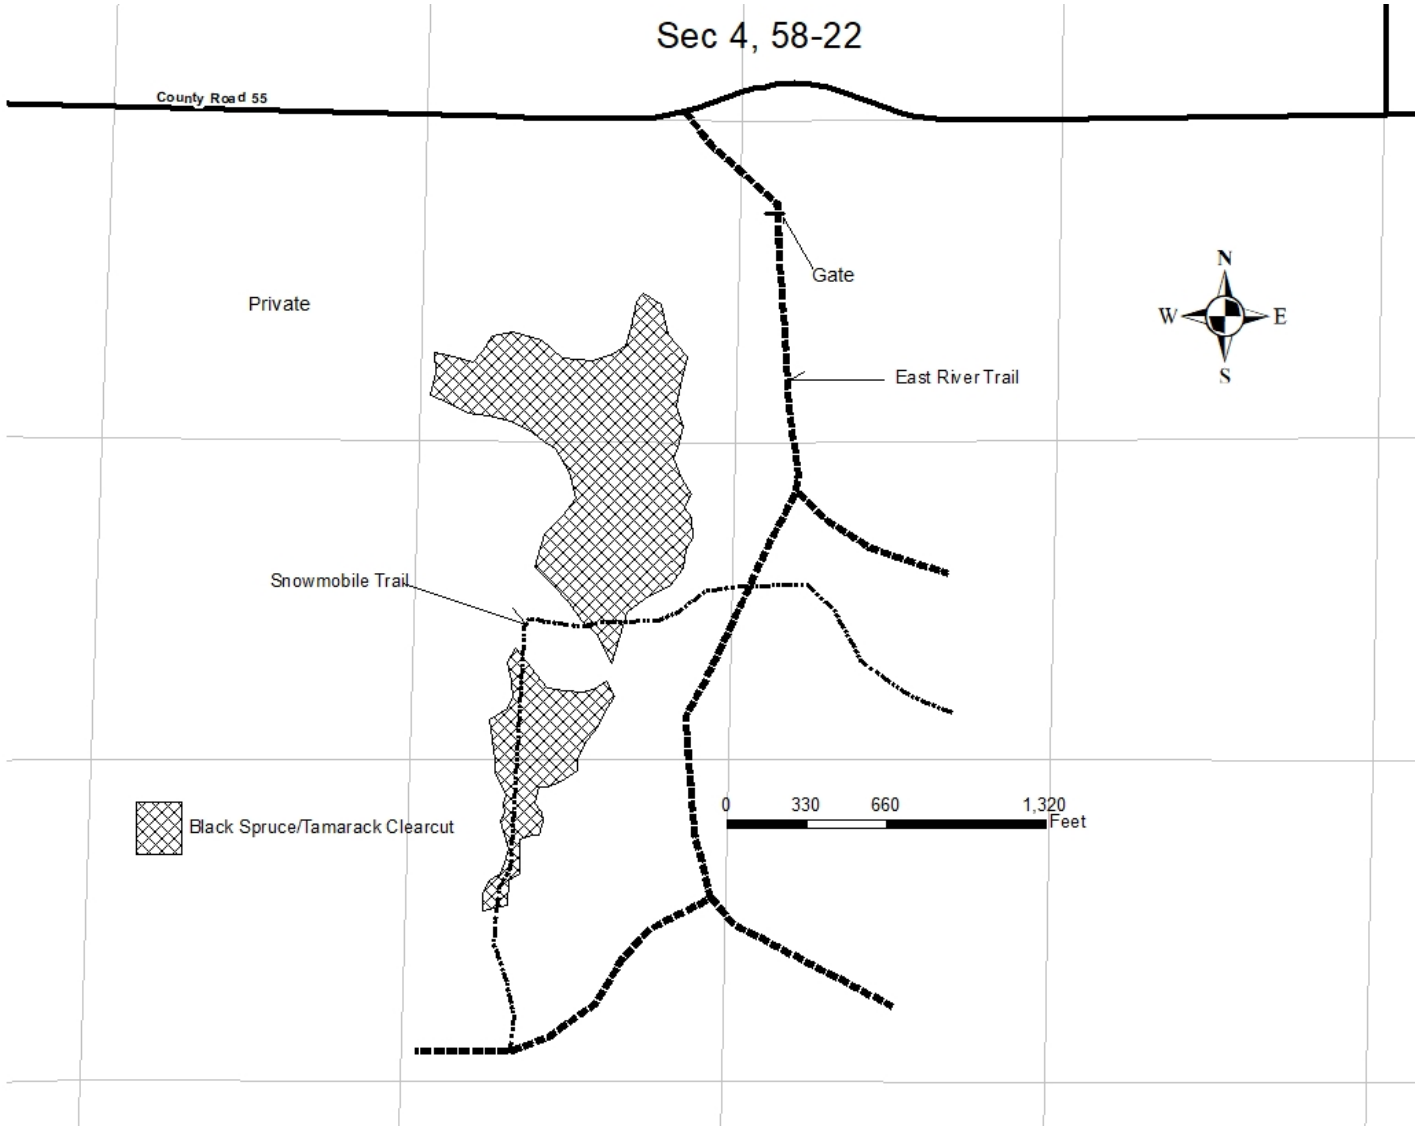 Sec 4, 58-22
County Road 55
Gate
N
W E
S
Private
East River Trail
Snowmobile Trail
0 330 660 1,320
Feet
Black Spruce/Tamarack Clearcut